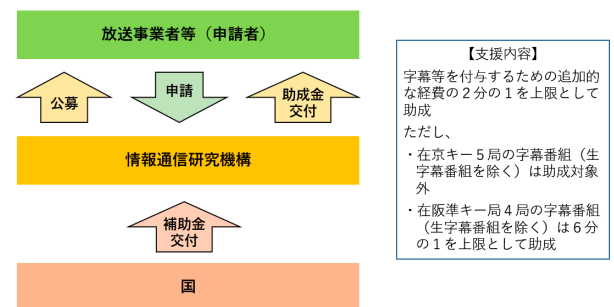 放送事業者等（申請者）
公募
申請
助成金
交付
情報通信研究機構
補助金
交付
国
【支援内容】
字幕等を付与するための追加的
な経費の２分の１を上限として
助成
ただし、
・在京キー５局の字幕番組（生
字幕番組を除く）は助成対象
外
・在阪準キー局４局の字幕番組
（生字幕番組を除く）は６分
の１を上限として助成